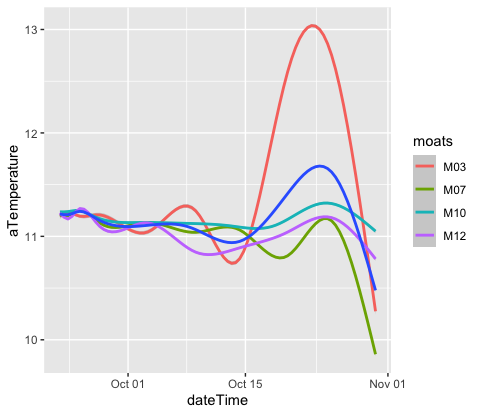 13
12
11
10
aTemperature
Oct 01
Oct 15
Nov 01
dateTime
moats
M03
M07
M10
M12